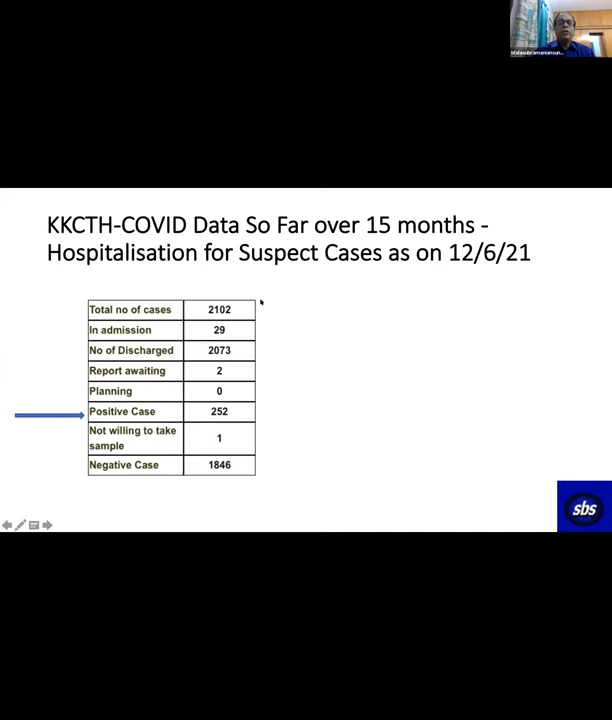 blalasubramaniansun...
KKCTH-COVID Data So Far over 15 months -
Hospitalisation for Suspect Cases as on 12/6/21
Total no of cases 2102
In admission 29
No of Discharged 2073
Report awaiting 2
Planning 0
Positive Case 252
Not willing to take
sample 1
Negative Case 1846
sbs